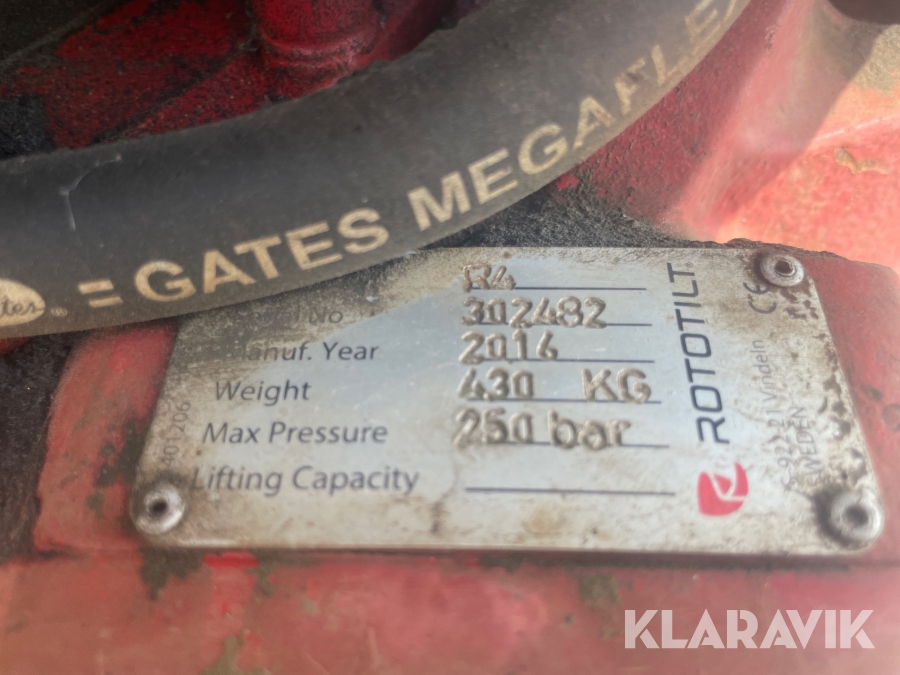 = GATES MEGAFLEX
R4
No 302482
Manuf. Year 2014
Weight 430 KG
Max Pressure 250 bar
Lifting Capacity
ROTOTILT®
CE
Vindeln
SWEDEN
KLARAVIK